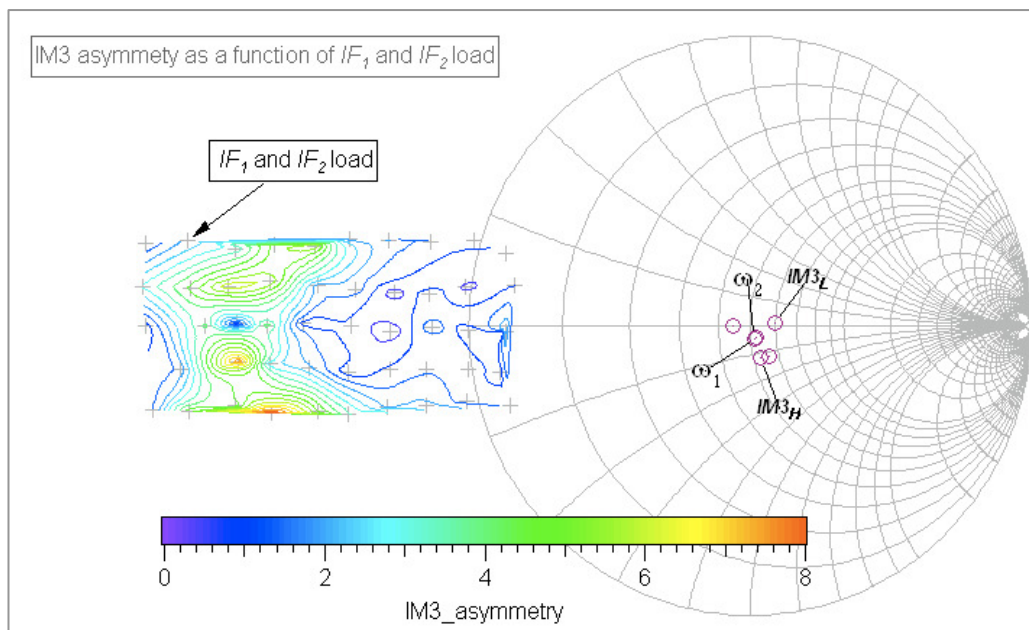 IM3 asymmety as a function of IF1 and IF2 load
IF1 and IF2 load
ω2
IM3L
ω1
IM3H
0 2 4 6 8
IM3_asymmetry